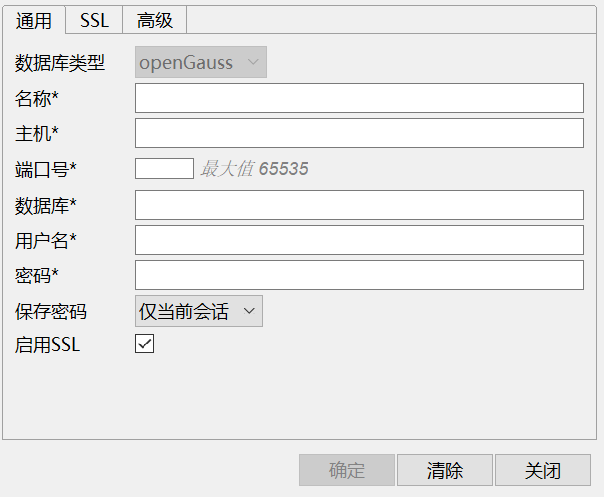 通用 SSL 高级
数据库类型 openGauss
名称*
主机*
端口号* 最大值 65535
数据库*
用户名*
密码*
保存密码 仅当前会话
启用SSL
确定 清除 关闭